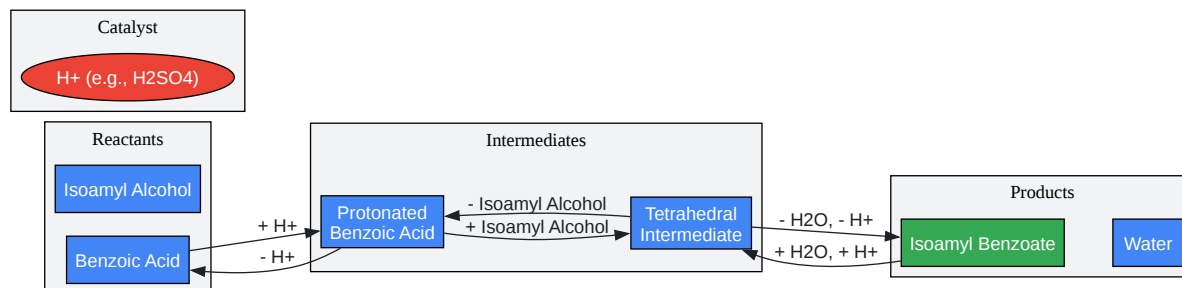 Catalyst
H+ (e.g., H2SO4)
Reactants
Isoamyl Alcohol
Benzoic Acid
+ H+
- H+
Intermediates
Protonated
Benzoic Acid
- Isoamyl Alcohol
+ Isoamyl Alcohol
Tetrahedral
Intermediate
- H2O, - H+
+ H2O, + H+
Products
Isoamyl Benzoate
Water